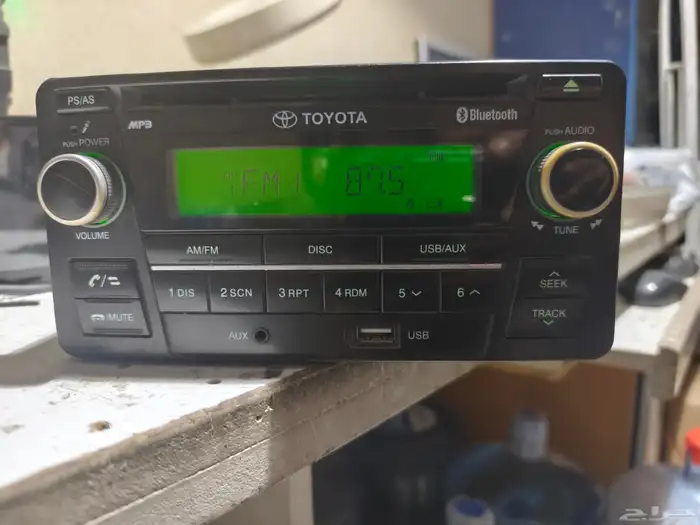 PS/AS
MP3
TOYOTA
Bluetooth
PUSH POWER
PUSH AUDIO
FM1 87.5
VOLUME
TUNE
AM/FM
DISC
USB/AUX
SEEK
TRACK
1 DIS
2 SCN
3 RPT
4 RDM
5
6
/MUTE
AUX
USB
حراج